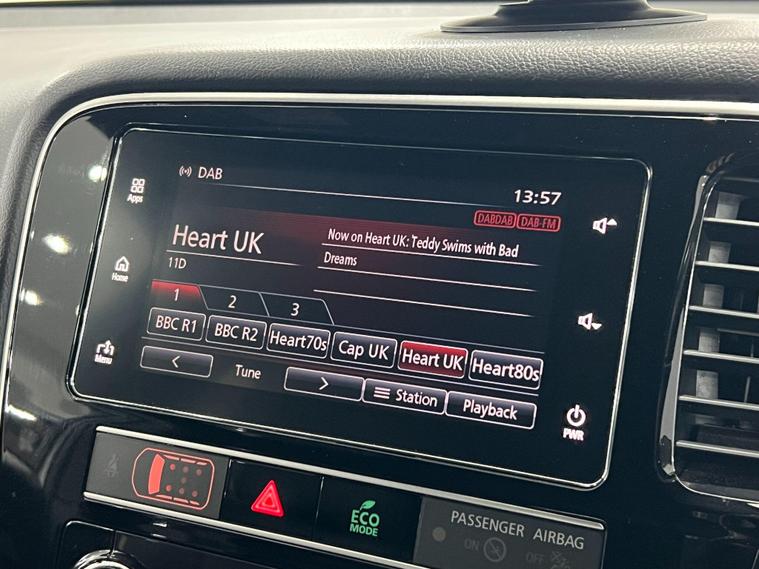 DAB
13:57
DABDAB DAB-FM
Apps
Heart UK
Now on Heart UK: Teddy Swims with Bad
Dreams
11D
Home
1 2 3
BBC R1 BBC R2 Heart70s Cap UK Heart UK Heart80s
Menu
< Tune > Station Playback
PWR
ECO
MODE
PASSENGER AIRBAG
ON OFF